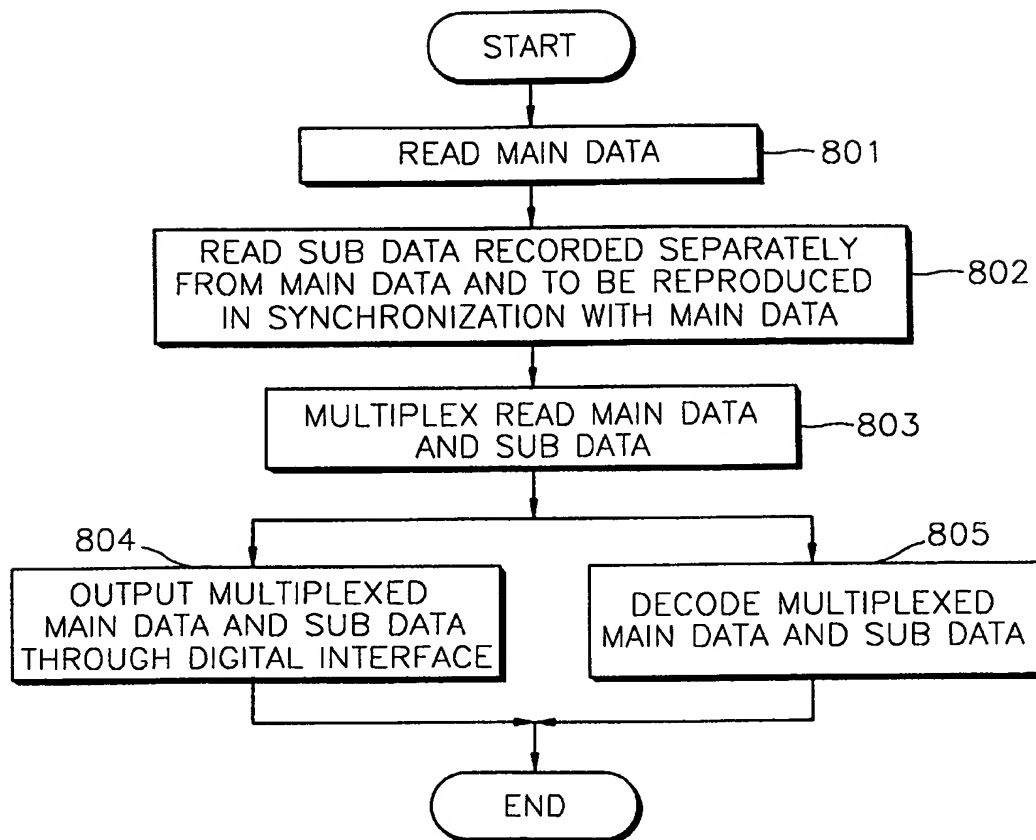 START
READ MAIN DATA
801
READ SUB DATA RECORDED SEPARATELY
FROM MAIN DATA AND TO BE REPRODUCED
IN SYNCHRONIZATION WITH MAIN DATA
802
MULTIPLEX READ MAIN DATA
AND SUB DATA
803
804
OUTPUT MULTIPLEXED
MAIN DATA AND SUB DATA
THROUGH DIGITAL INTERFACE
805
DECODE MULTIPLEXED
MAIN DATA AND SUB DATA
END